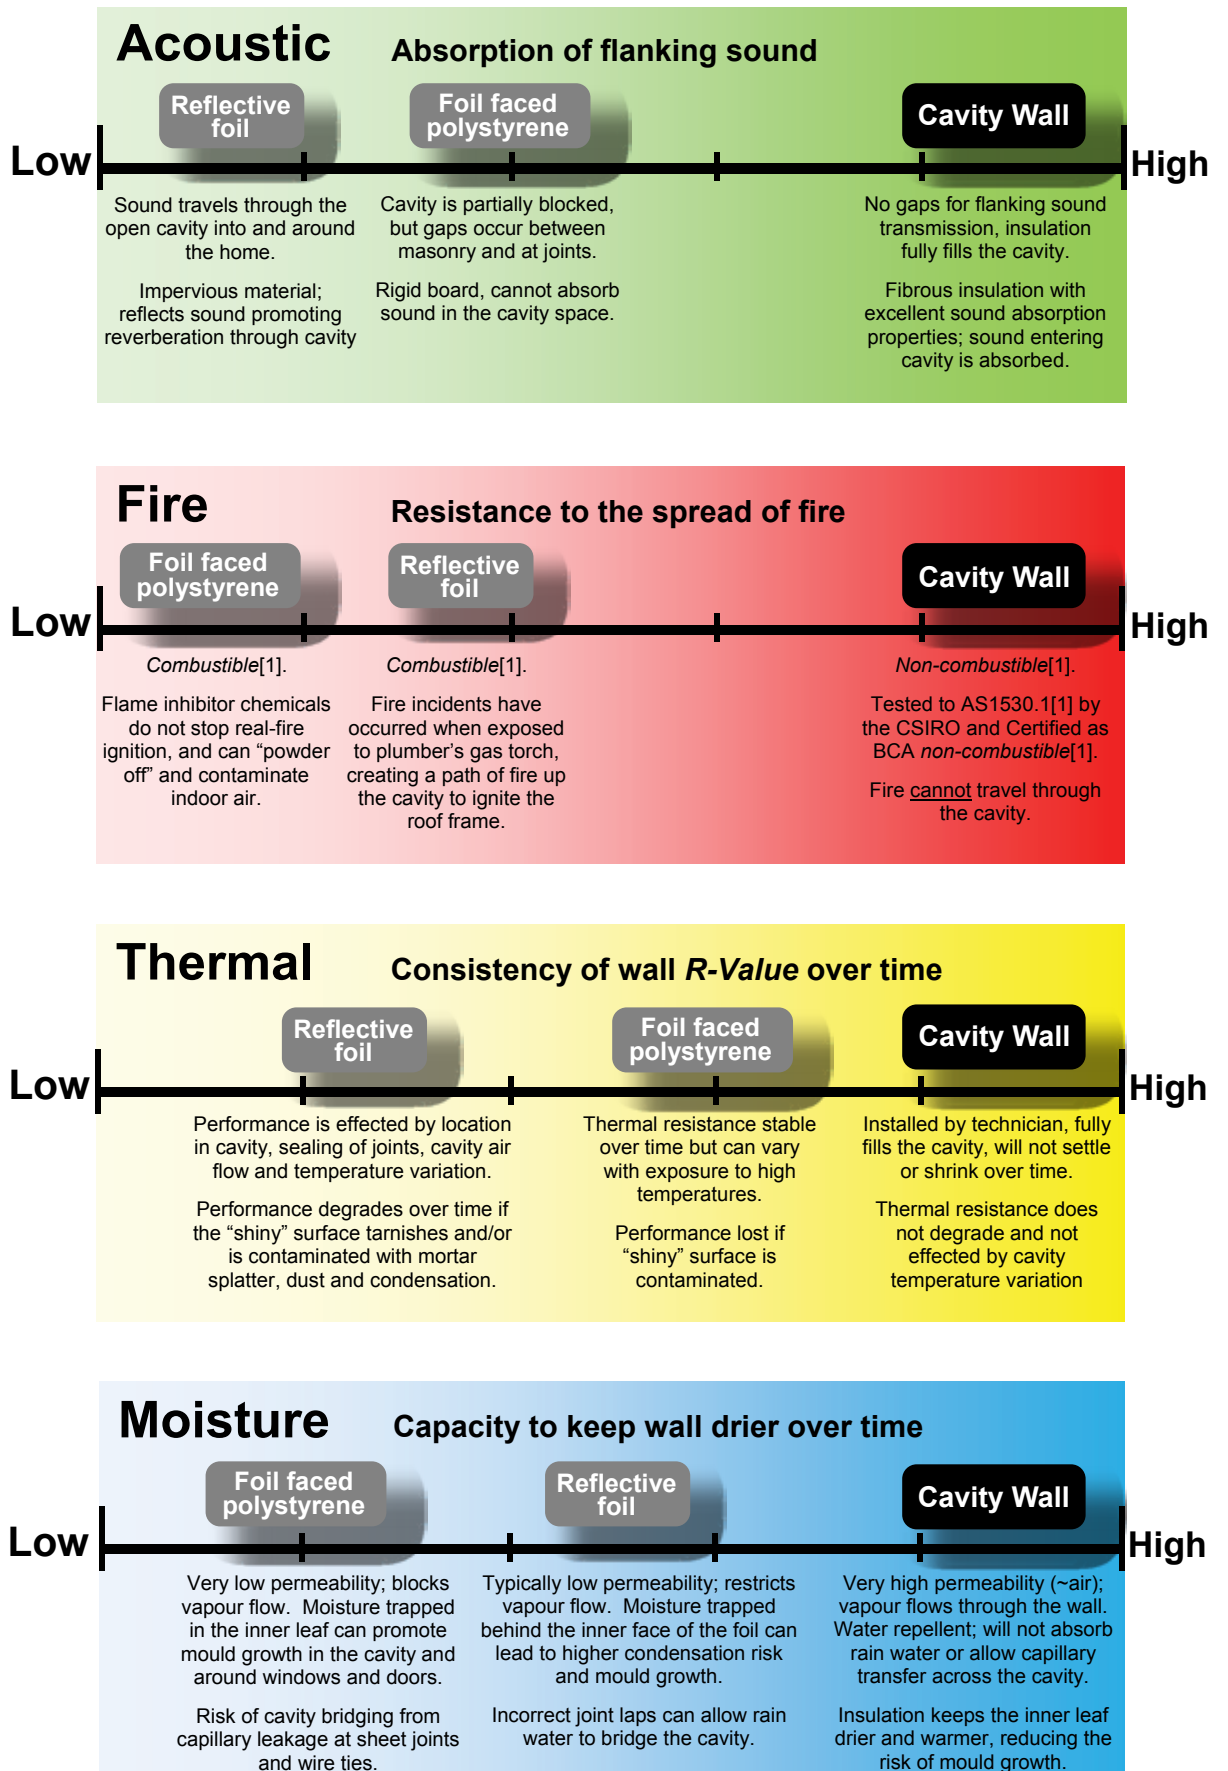 Acoustic
Absorption of flanking sound
Reflective
foil
Foil faced
polystyrene
Cavity Wall
Low
High
Sound travels through the
open cavity into and around
the home.
Impervious material;
reflects sound promoting
reverberation through cavity
Cavity is partially blocked,
but gaps occur between
masonry and at joints.
Rigid board, cannot absorb
sound in the cavity space.
No gaps for flanking sound
transmission, insulation
fully fills the cavity.
Fibrous insulation with
excellent sound absorption
properties; sound entering
cavity is absorbed.
Fire
Resistance to the spread of fire
Foil faced
polystyrene
Reflective
foil
Cavity Wall
Low
High
Combustible[1].
Flame inhibitor chemicals
do not stop real-fire
ignition, and can “powder
off” and contaminate
indoor air.
Combustible[1].
Fire incidents have
occurred when exposed
to plumber's gas torch,
creating a path of fire up
the cavity to ignite the
roof frame.
Non-combustible[1].
Tested to AS1530.1[1] by
the CSIRO and Certified as
BCA non-combustible[1].
Fire cannot travel through
the cavity.
Thermal
Consistency of wall R-Value over time
Reflective
foil
Foil faced
polystyrene
Cavity Wall
Low
High
Performance is effected by location
in cavity, sealing of joints, cavity air
flow and temperature variation.
Performance degrades over time if
the “shiny” surface tarnishes and/or
is contaminated with mortar
splatter, dust and condensation.
Thermal resistance stable
over time but can vary
with exposure to high
temperatures.
Performance lost if
“shiny” surface is
contaminated.
Installed by technician, fully
fills the cavity, will not settle
or shrink over time.
Thermal resistance does
not degrade and not
effected by cavity
temperature variation
Moisture
Capacity to keep wall drier over time
Foil faced
polystyrene
Reflective
foil
Cavity Wall
Low
High
Very low permeability; blocks
vapour flow.  Moisture trapped
in the inner leaf can promote
mould growth in the cavity and
around windows and doors.
Risk of cavity bridging from
capillary leakage at sheet joints
and wire ties.
Typically low permeability; restricts
vapour flow.  Moisture trapped
behind the inner face of the foil can
lead to higher condensation risk
and mould growth.
Incorrect joint laps can allow rain
water to bridge the cavity.
Very high permeability (~air);
vapour flows through the wall.
Water repellent; will not absorb
rain water or allow capillary
transfer across the cavity.
Insulation keeps the inner leaf
drier and warmer, reducing the
risk of mould growth.